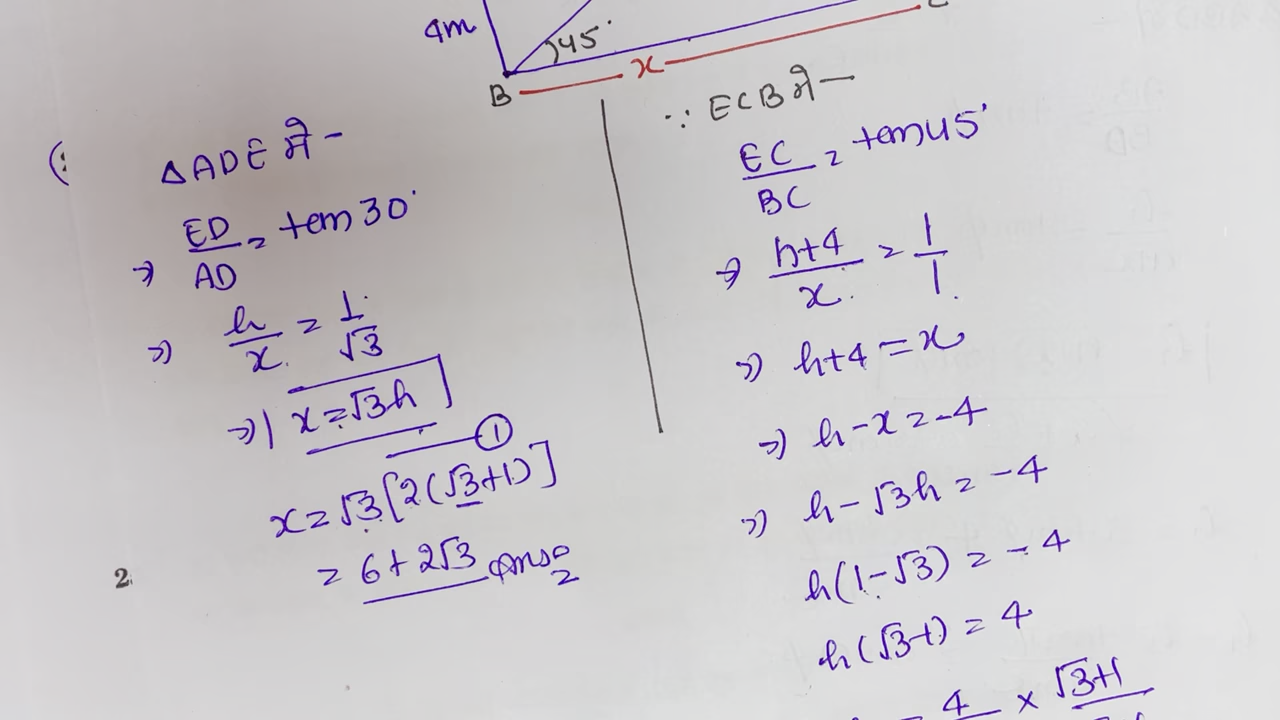 4m
45°
x
B
(:
△ADE में −
⇒ ED/AD = tan30°
⇒ h/x = 1/√3
⇒ x = √3h
①
x = √3[2(√3+1)]
= 6+2√3 Ans
2.
∵ ECB में −
EC/BC = tan45°
⇒ h+4/x = 1/1
⇒ h+4 = x
⇒ h−x = −4
⇒ h−√3h = −4
h(1−√3) = −4
h(√3−1) = 4
4 × √3+1